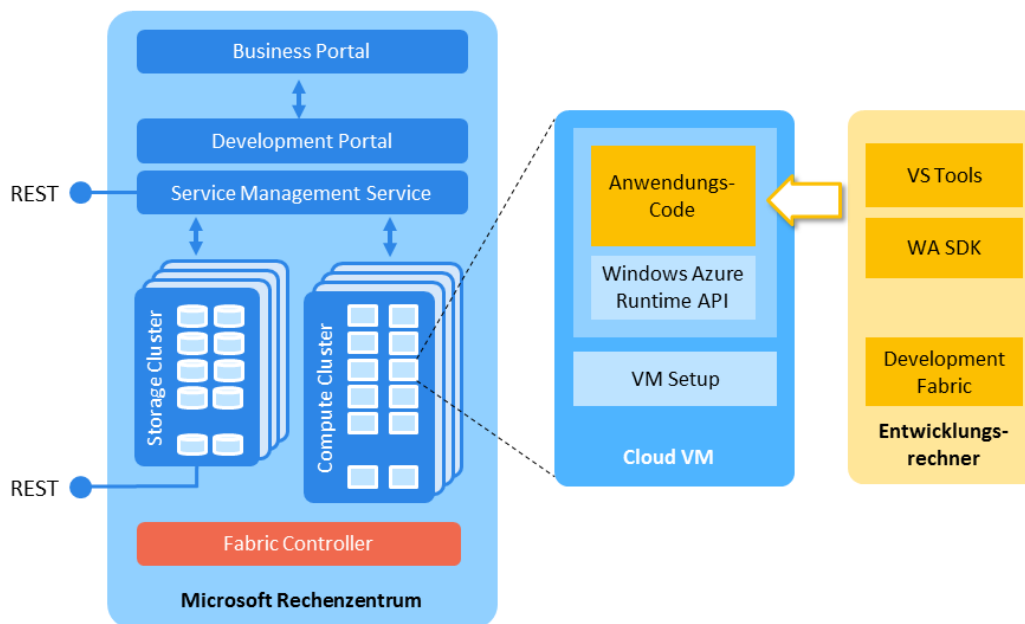 Business Portal
Development Portal
REST
Service Management Service
Storage Cluster
Compute Cluster
REST
Fabric Controller
Microsoft Rechenzentrum
Anwendungs-
Code
Windows Azure
Runtime API
VM Setup
Cloud VM
VS Tools
WA SDK
Development
Fabric
Entwicklungs-
rechner